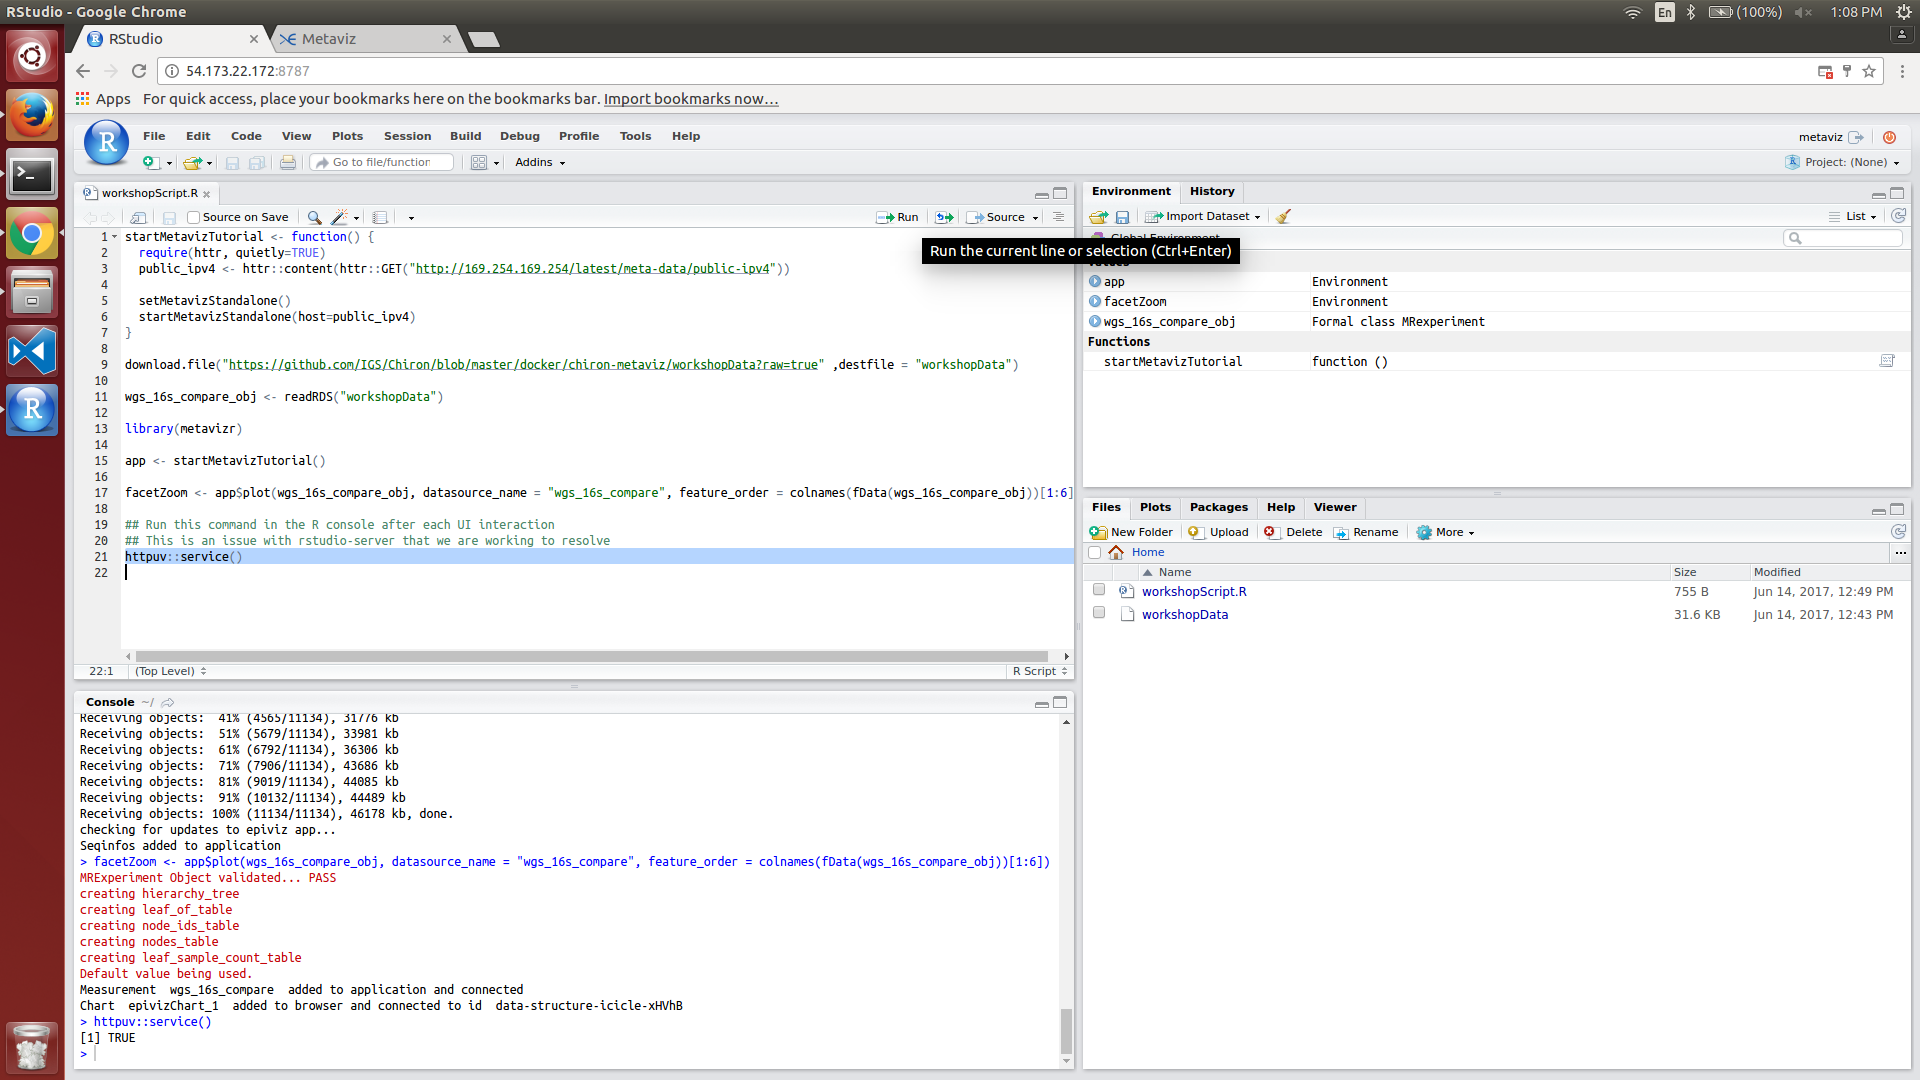 RStudio - Google Chrome
En (100%) 1:08 PM
RStudio × Metaviz ×
54.173.22.172:8787
Apps For quick access, place your bookmarks here on the bookmarks bar. Import bookmarks now...
R File Edit Code View Plots Session Build Debug Profile Tools Help metaviz
Go to file/function Addins Project: (None)
workshopScript.R
Source on Save Run Source
1 startMetavizTutorial <- function() {
2 require(httr, quietly=TRUE)
3 public_ipv4 <- httr::content(httr::GET("http://169.254.169.254/latest/meta-data/public-ipv4"))
4
5 setMetavizStandalone()
6 startMetavizStandalone(host=public_ipv4)
7 }
8
9 download.file("https://github.com/IGS/Chiron/blob/master/docker/chiron-metaviz/workshopData?raw=true" ,destfile = "workshopData")
10
11 wgs_16s_compare_obj <- readRDS("workshopData")
12
13 library(metavizr)
14
15 app <- startMetavizTutorial()
16
17 facetZoom <- app$plot(wgs_16s_compare_obj, datasource_name = "wgs_16s_compare", feature_order = colnames(fData(wgs_16s_compare_obj))[1:6]
18
19 ## Run this command in the R console after each UI interaction
20 ## This is an issue with rstudio-server that we are working to resolve
21 httpuv::service()
22
22:1 (Top Level) R Script
Console ~/
Receiving objects: 41% (4565/11134), 31776 kb
Receiving objects: 51% (5679/11134), 33981 kb
Receiving objects: 61% (6792/11134), 36306 kb
Receiving objects: 71% (7906/11134), 43686 kb
Receiving objects: 81% (9019/11134), 44085 kb
Receiving objects: 91% (10132/11134), 44489 kb
Receiving objects: 100% (11134/11134), 46178 kb, done.
checking for updates to epiviz app...
Seqinfos added to application
> facetZoom <- app$plot(wgs_16s_compare_obj, datasource_name = "wgs_16s_compare", feature_order = colnames(fData(wgs_16s_compare_obj))[1:6])
MRExperiment Object validated... PASS
creating hierarchy_tree
creating leaf_of_table
creating node_ids_table
creating nodes_table
creating leaf_sample_count_table
Default value being used.
Measurement wgs_16s_compare added to application and connected
Chart epivizChart_1 added to browser and connected to id data-structure-icicle-xHVhB
> httpuv::service()
[1] TRUE
>
Environment History
Import Dataset List
Global Environment
Run the current line or selection (Ctrl+Enter)
Values
app Environment
facetZoom Environment
wgs_16s_compare_obj Formal class MRexperiment
Functions
startMetavizTutorial function ()
Files Plots Packages Help Viewer
New Folder Upload Delete Rename More
Home ...
Name Size Modified
workshopScript.R 755 B Jun 14, 2017, 12:49 PM
workshopData 31.6 KB Jun 14, 2017, 12:43 PM